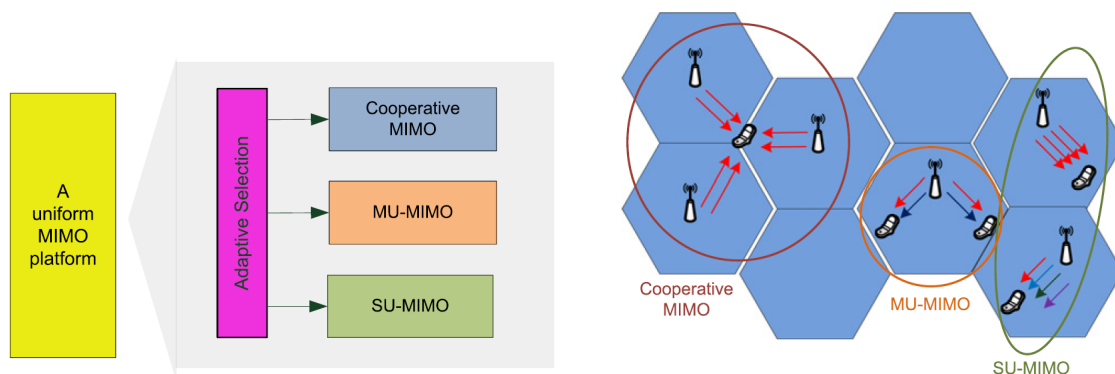 A
uniform
MIMO
platform
Adaptive Selection
Cooperative
MIMO
MU-MIMO
SU-MIMO
Cooperative
MIMO
MU-MIMO
SU-MIMO